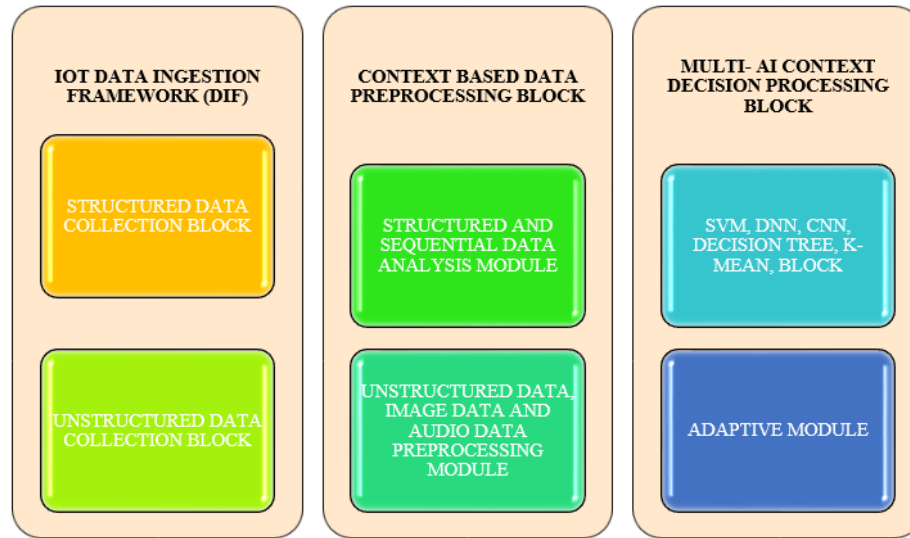 IOT DATA INGESTION
FRAMEWORK (DIF)
STRUCTURED DATA
COLLECTION BLOCK
UNSTRUCTURED DATA
COLLECTION BLOCK
CONTEXT BASED DATA
PREPROCESSING BLOCK
STRUCTURED AND
SEQUENTIAL DATA
ANALYSIS MODULE
UNSTRUCTURED DATA,
IMAGE DATA AND
AUDIO DATA
PREPROCESSING
MODULE
MULTI- AI CONTEXT
DECISION PROCESSING
BLOCK
SVM, DNN, CNN,
DECISION TREE, K-
MEAN, BLOCK
ADAPTIVE MODULE